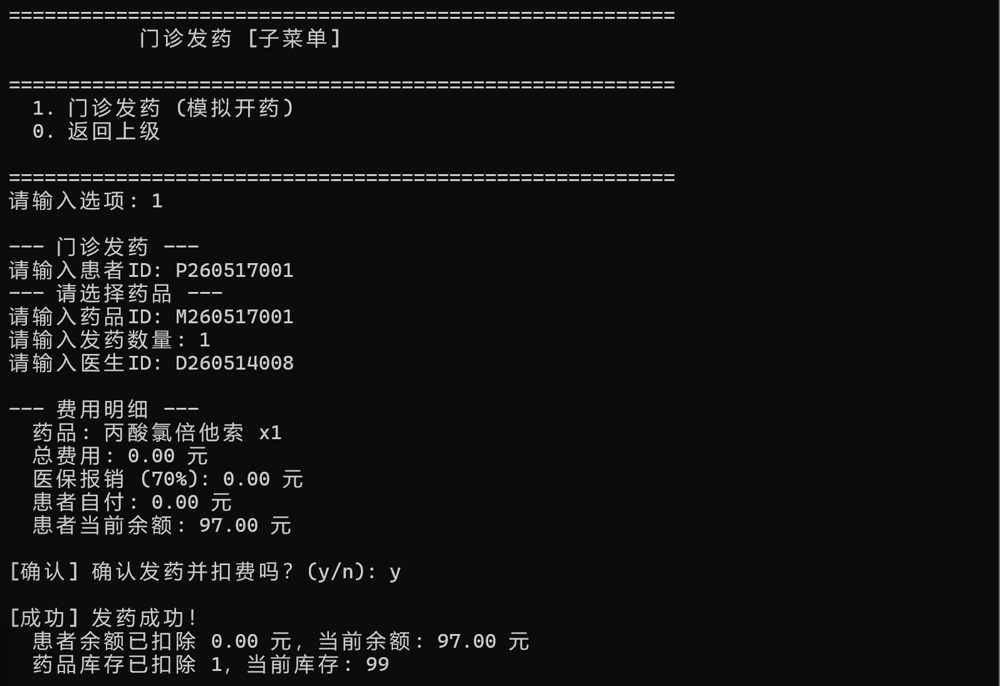 ========================================================
门诊发药 [子菜单]
========================================================
1. 门诊发药 (模拟开药)
0. 返回上级
========================================================
请输入选项: 1
--- 门诊发药 ---
请输入患者ID: P260517001
--- 请选择药品 ---
请输入药品ID: M260517001
请输入发药数量: 1
请输入医生ID: D260514008
--- 费用明细 ---
药品: 丙酸氯倍他索 x1
总费用: 0.00 元
医保报销 (70%): 0.00 元
患者自付: 0.00 元
患者当前余额: 97.00 元
[确认] 确认发药并扣费吗? (y/n): y
[成功] 发药成功!
患者余额已扣除 0.00 元, 当前余额: 97.00 元
药品库存已扣除 1, 当前库存: 99